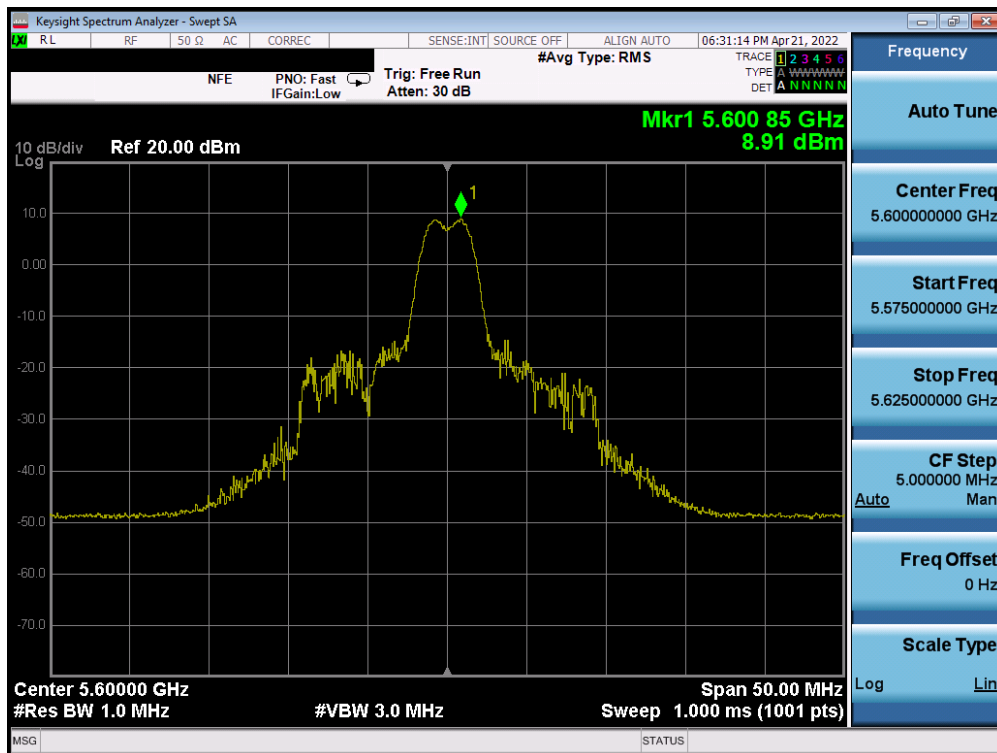 Keysight Spectrum Analyzer - Swept SA
LXI RL RF 50 Ω AC CORREC SENSE:INT SOURCE OFF ALIGN AUTO 06:31:14 PM Apr 21, 2022
Frequency
NFE PNO: Fast Trig: Free Run #Avg Type: RMS TRACE 1 2 3 4 5 6
IFGain:Low Atten: 30 dB TYPE A WWWWW
DET A N N N N N
Auto Tune
Mkr1 5.600 85 GHz
8.91 dBm
10 dB/div Ref 20.00 dBm
Log
1
10.0
0.00
-10.0
-20.0
-30.0
-40.0
-50.0
-60.0
-70.0
Center Freq
5.600000000 GHz
Start Freq
5.575000000 GHz
Stop Freq
5.625000000 GHz
CF Step
5.000000 MHz
Auto Man
Freq Offset
0 Hz
Scale Type
Log Lin
Center 5.60000 GHz Span 50.00 MHz
#Res BW 1.0 MHz #VBW 3.0 MHz Sweep 1.000 ms (1001 pts)
MSG STATUS